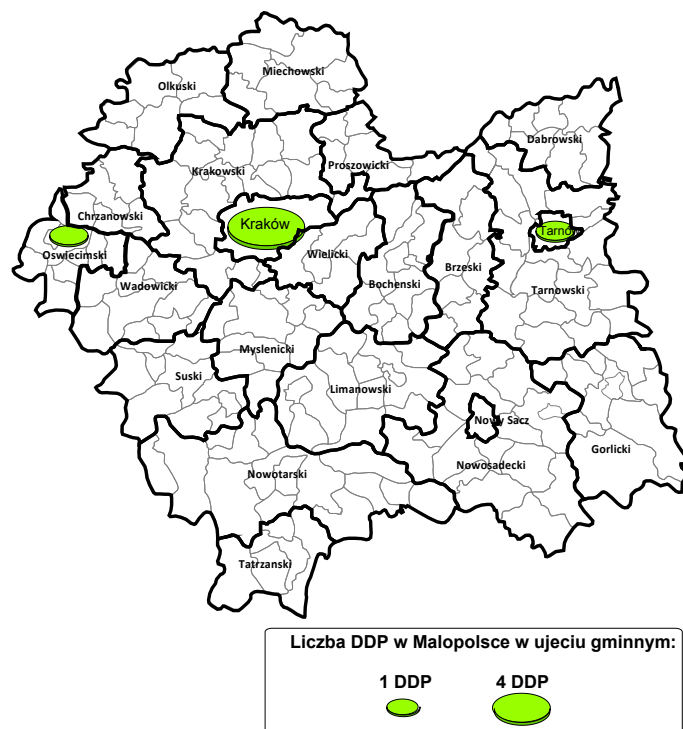 Miechowski
Olkuski
Dabrowski
Proszowicki
Krakowski
Chrzanowski
Kraków
Tarnów
Oswiecimski
Wielicki
Bochenski
Brzeski
Wadowicki
Tarnowski
Myslenicki
Suski
Limanowski
Nowy Sacz
Gorlicki
Nowosadecki
Nowotarski
Tatrzanski
Liczba DDP w Malopolsce w ujeciu gminnym:
1 DDP 4 DDP